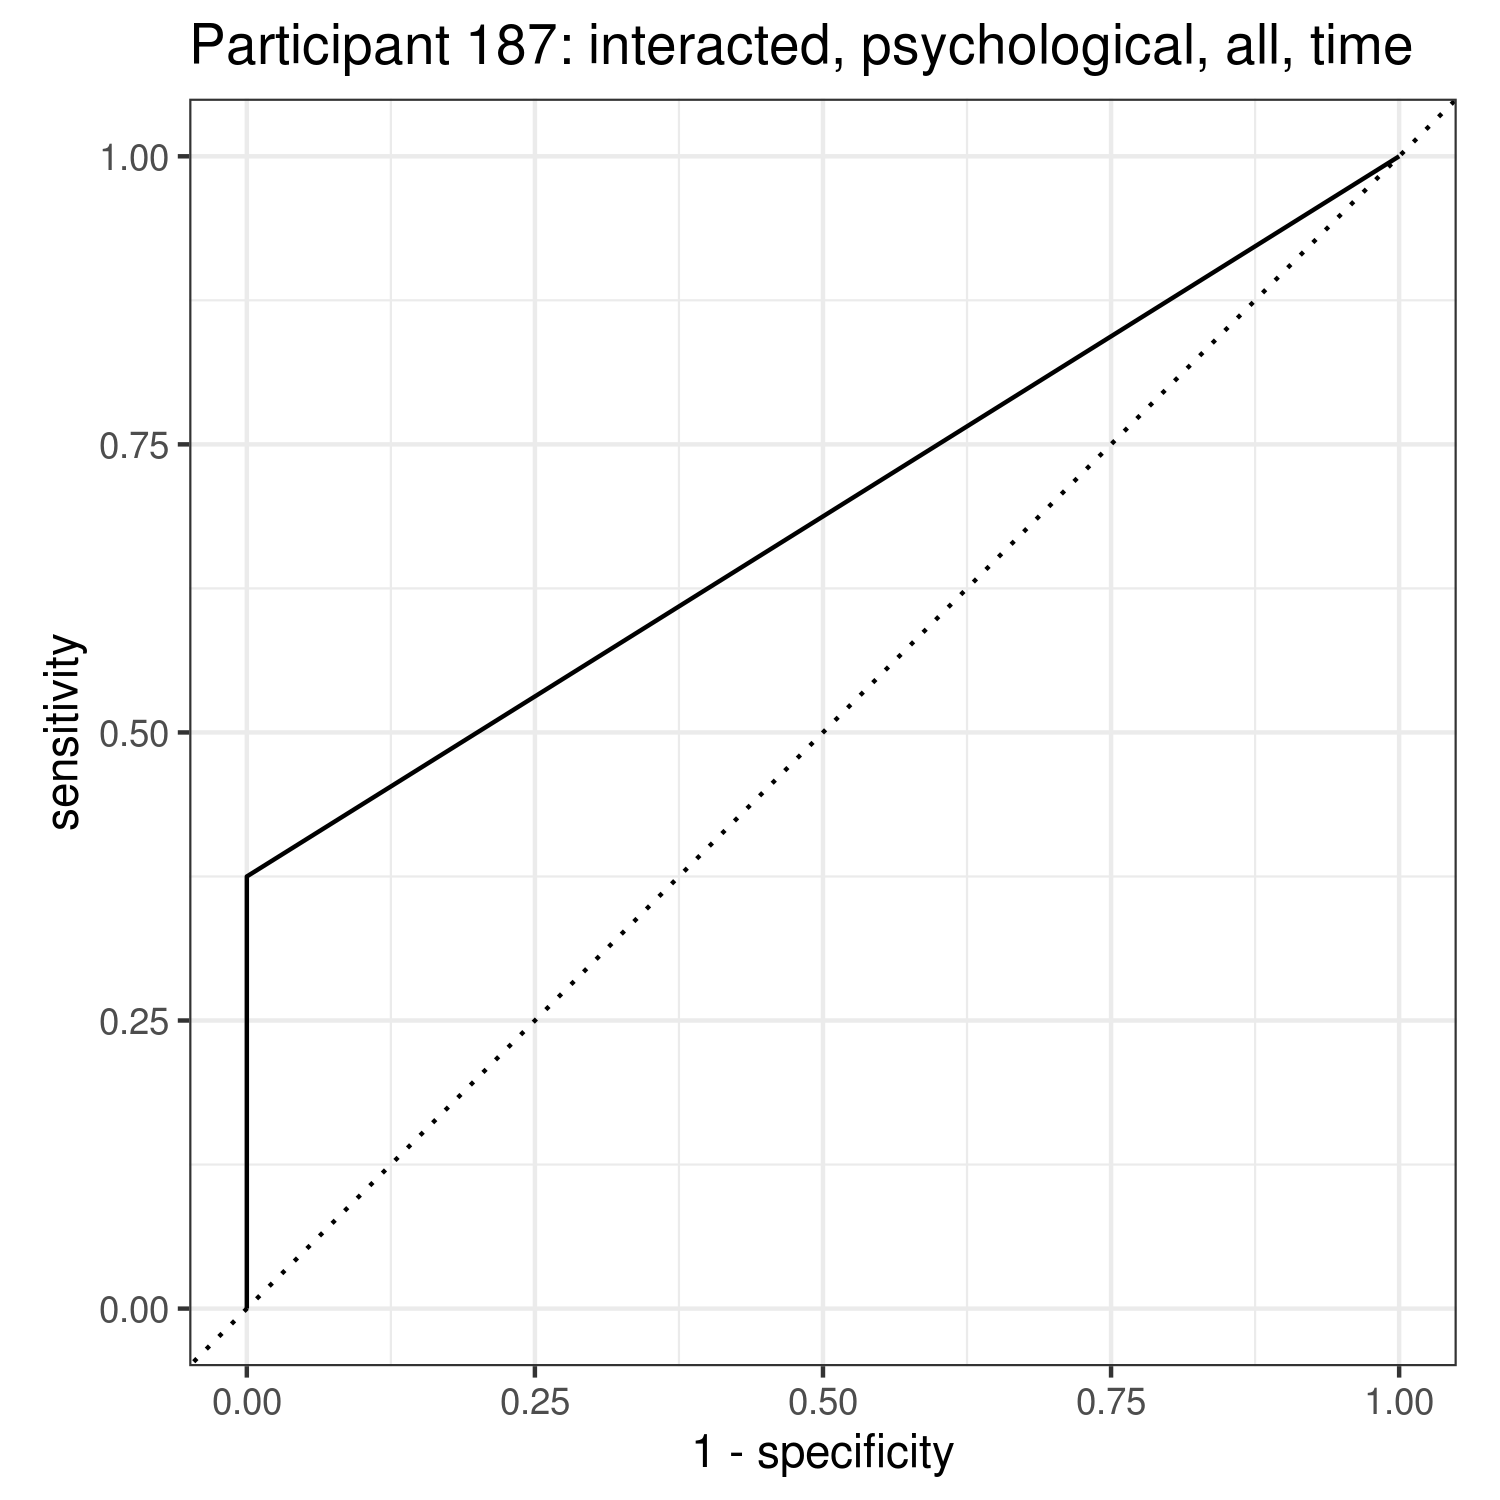 Participant 187: interacted, psychological, all, time
1.00
0.75
0.50
0.25
0.00
sensitivity
0.00 0.25 0.50 0.75 1.00
1 - specificity